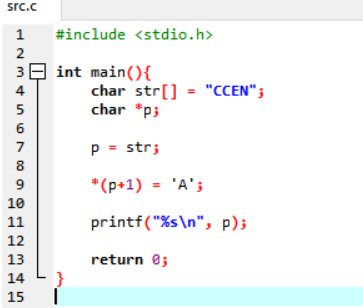 src.c
1 #include <stdio.h>
2
3 int main(){
4 char str[] = "CCEN";
5 char *p;
6
7 p = str;
8
9 *(p+1) = 'A';
10
11 printf("%s\n", p);
12
13 return 0;
14 }
15